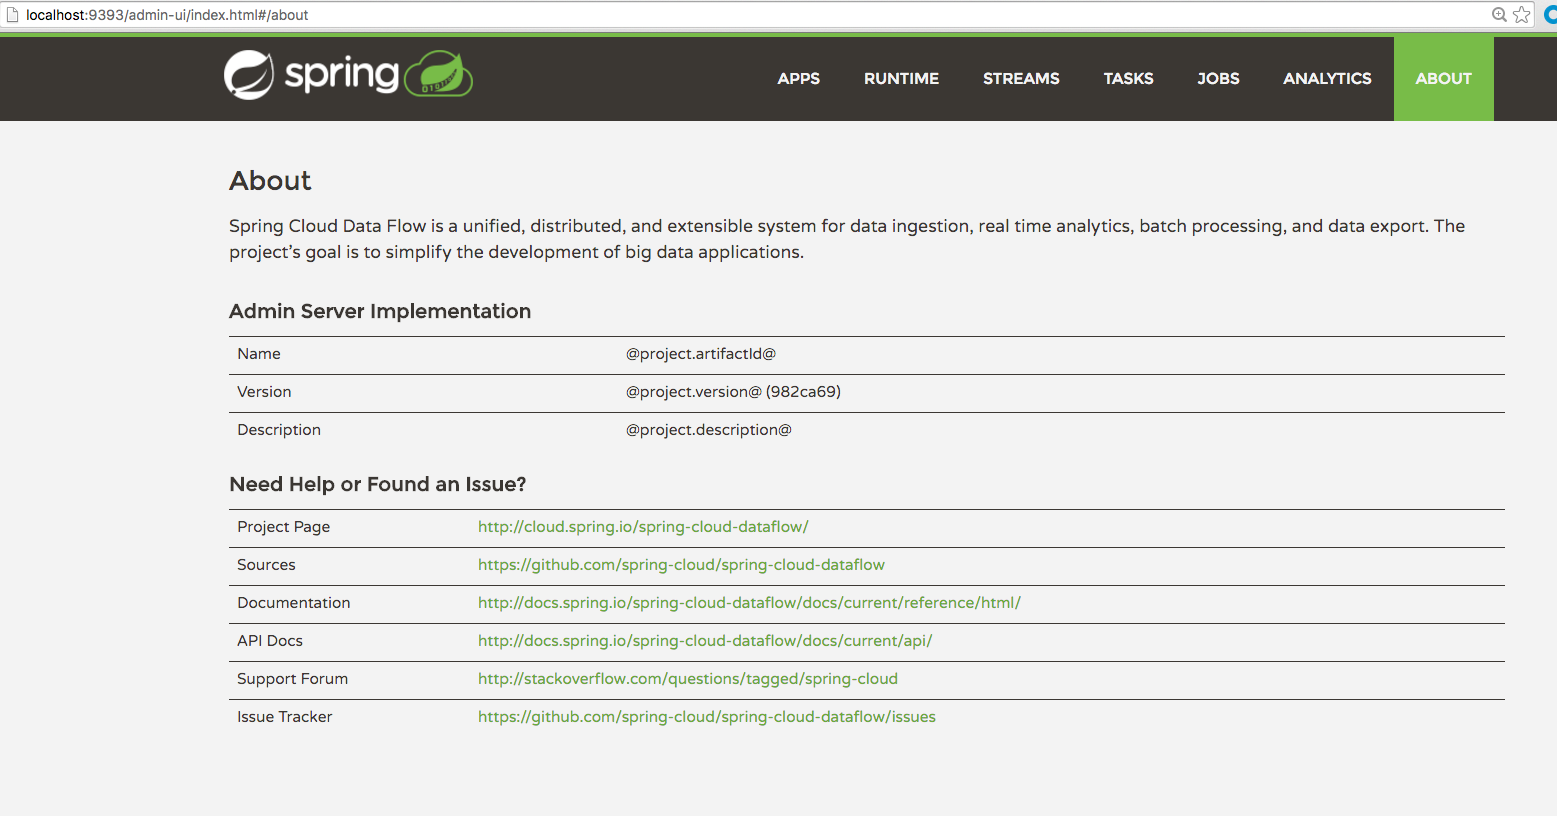 localhost:9393/admin-ui/index.html#/about
spring
APPS RUNTIME STREAMS TASKS JOBS ANALYTICS ABOUT
About
Spring Cloud Data Flow is a unified, distributed, and extensible system for data ingestion, real time analytics, batch processing, and data export. The
project's goal is to simplify the development of big data applications.
Admin Server Implementation
Name @project.artifactId@
Version @project.version@ (982ca69)
Description @project.description@
Need Help or Found an Issue?
Project Page http://cloud.spring.io/spring-cloud-dataflow/
Sources https://github.com/spring-cloud/spring-cloud-dataflow
Documentation http://docs.spring.io/spring-cloud-dataflow/docs/current/reference/html/
API Docs http://docs.spring.io/spring-cloud-dataflow/docs/current/api/
Support Forum http://stackoverflow.com/questions/tagged/spring-cloud
Issue Tracker https://github.com/spring-cloud/spring-cloud-dataflow/issues